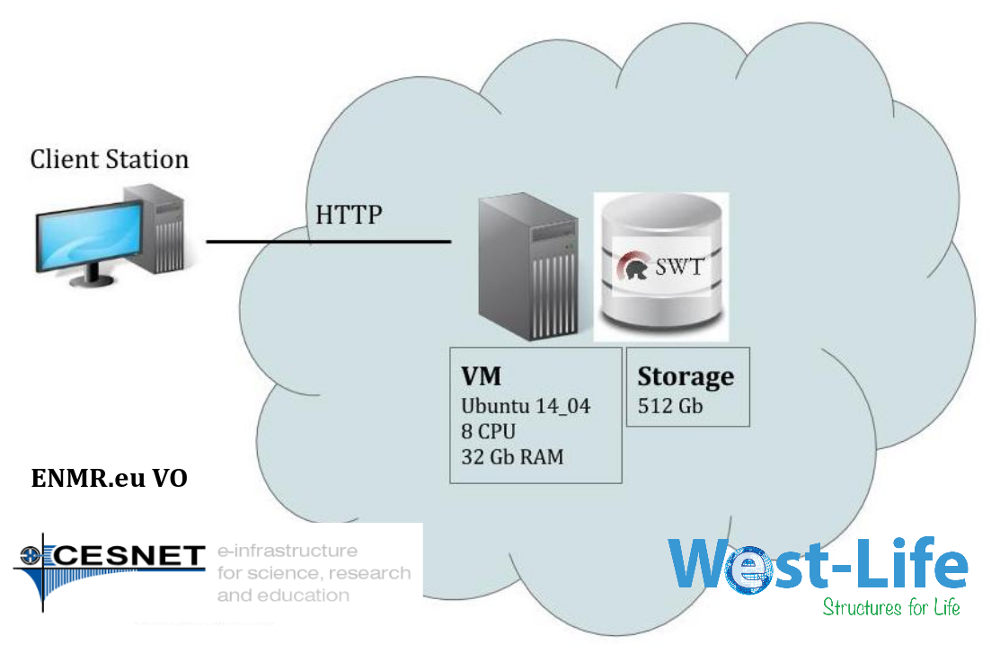 Client Station
HTTP
SWT
VM
Ubuntu 14_04
8 CPU
32 Gb RAM
Storage
512 Gb
ENMR.eu VO
CESNET
e-infrastructure
for science, research
and education
West-Life
Structures for Life